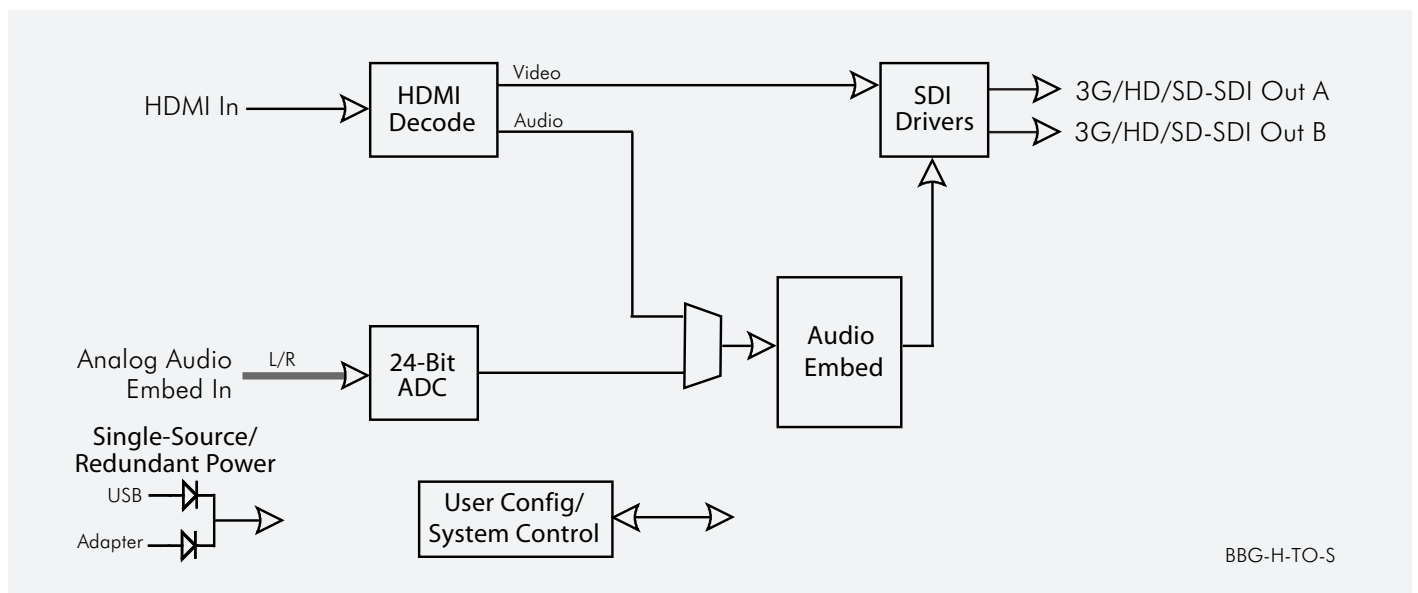 HDMI In
HDMI
Decode
Video
Audio
SDI
Drivers
3G/HD/SD-SDI Out A
3G/HD/SD-SDI Out B
Analog Audio
Embed In
L/R
24-Bit
ADC
Audio
Embed
Single-Source/
Redundant Power
USB
Adapter
User Config/
System Control
BBG-H-TO-S